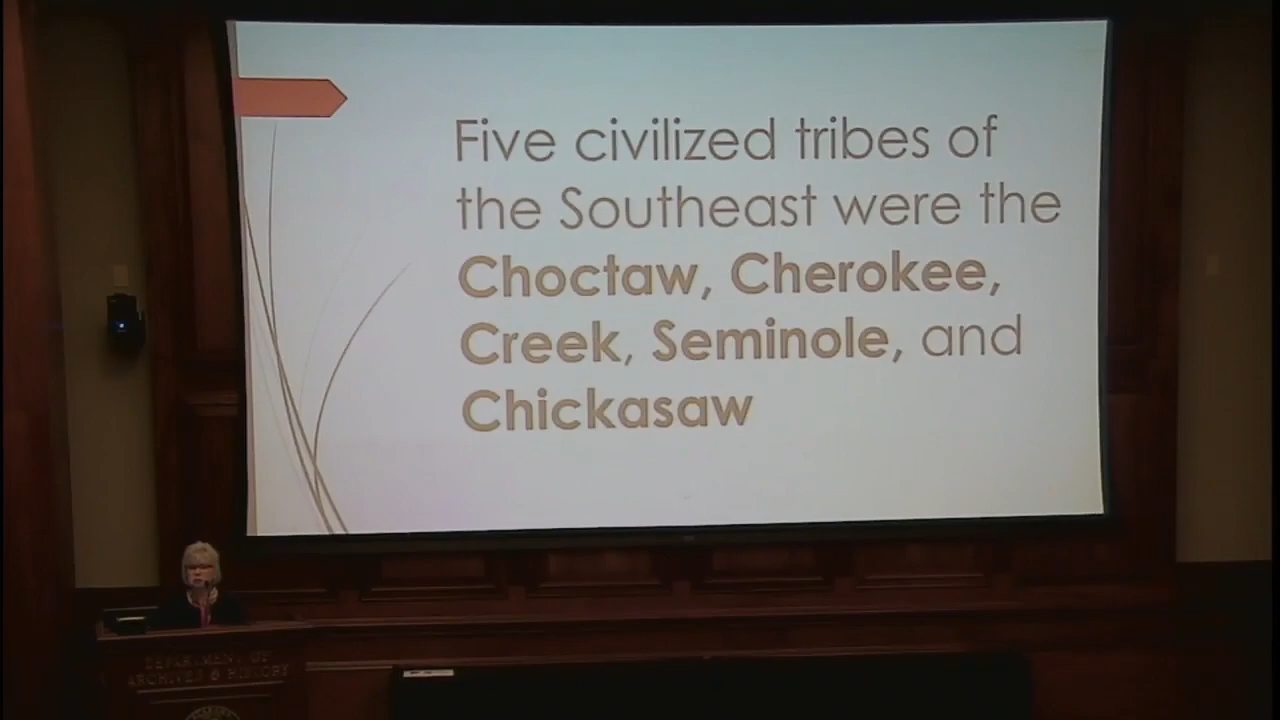 Five civilized tribes of
the Southeast were the
Choctaw, Cherokee,
Creek, Seminole, and
Chickasaw
DEPARTMENT OF
ARCHIVES & HISTORY